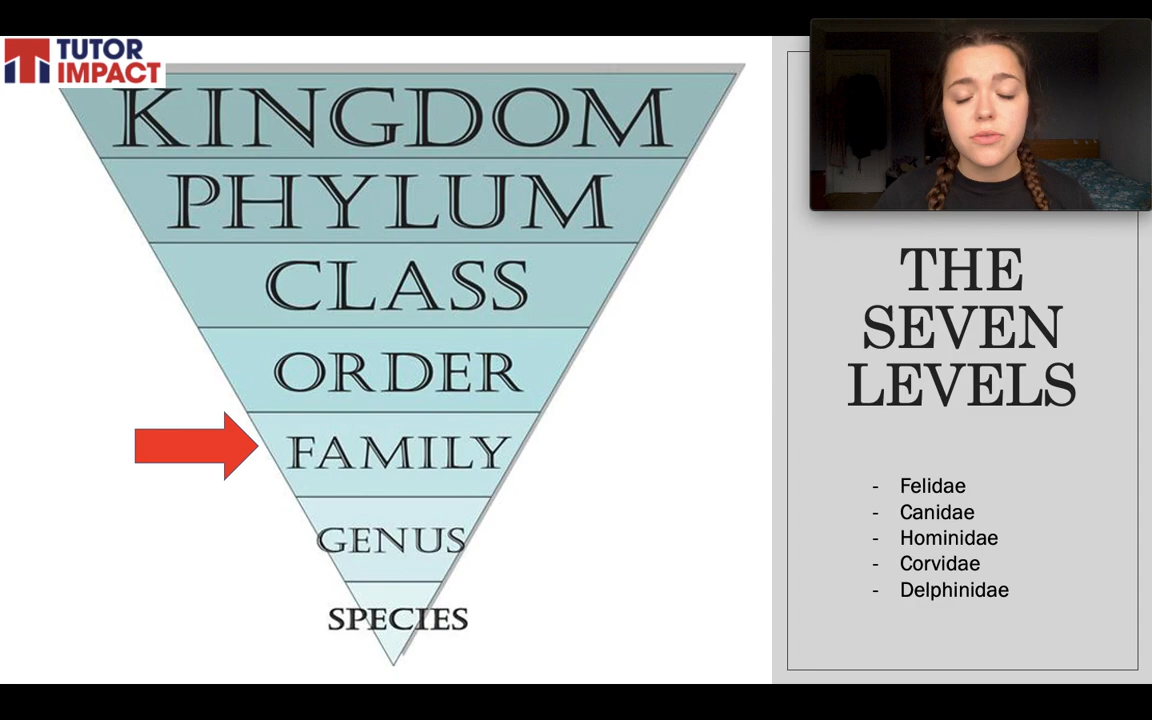 TUTOR
IMPACT
KINGDOM
PHYLUM
CLASS
ORDER
FAMILY
GENUS
SPECIES
THE
SEVEN
LEVELS
- Felidae
- Canidae
- Hominidae
- Corvidae
- Delphinidae